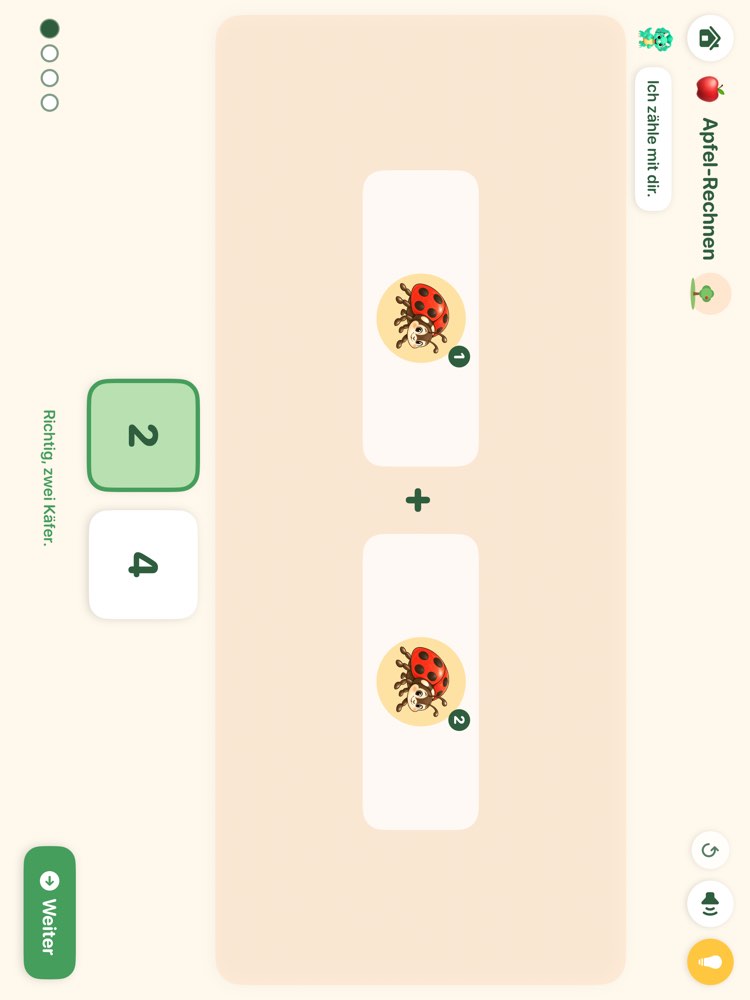 Apfel-Rechnen
Ich zähle mit dir.
1
+
2
2
4
Richtig, zwei Käfer.
Weiter